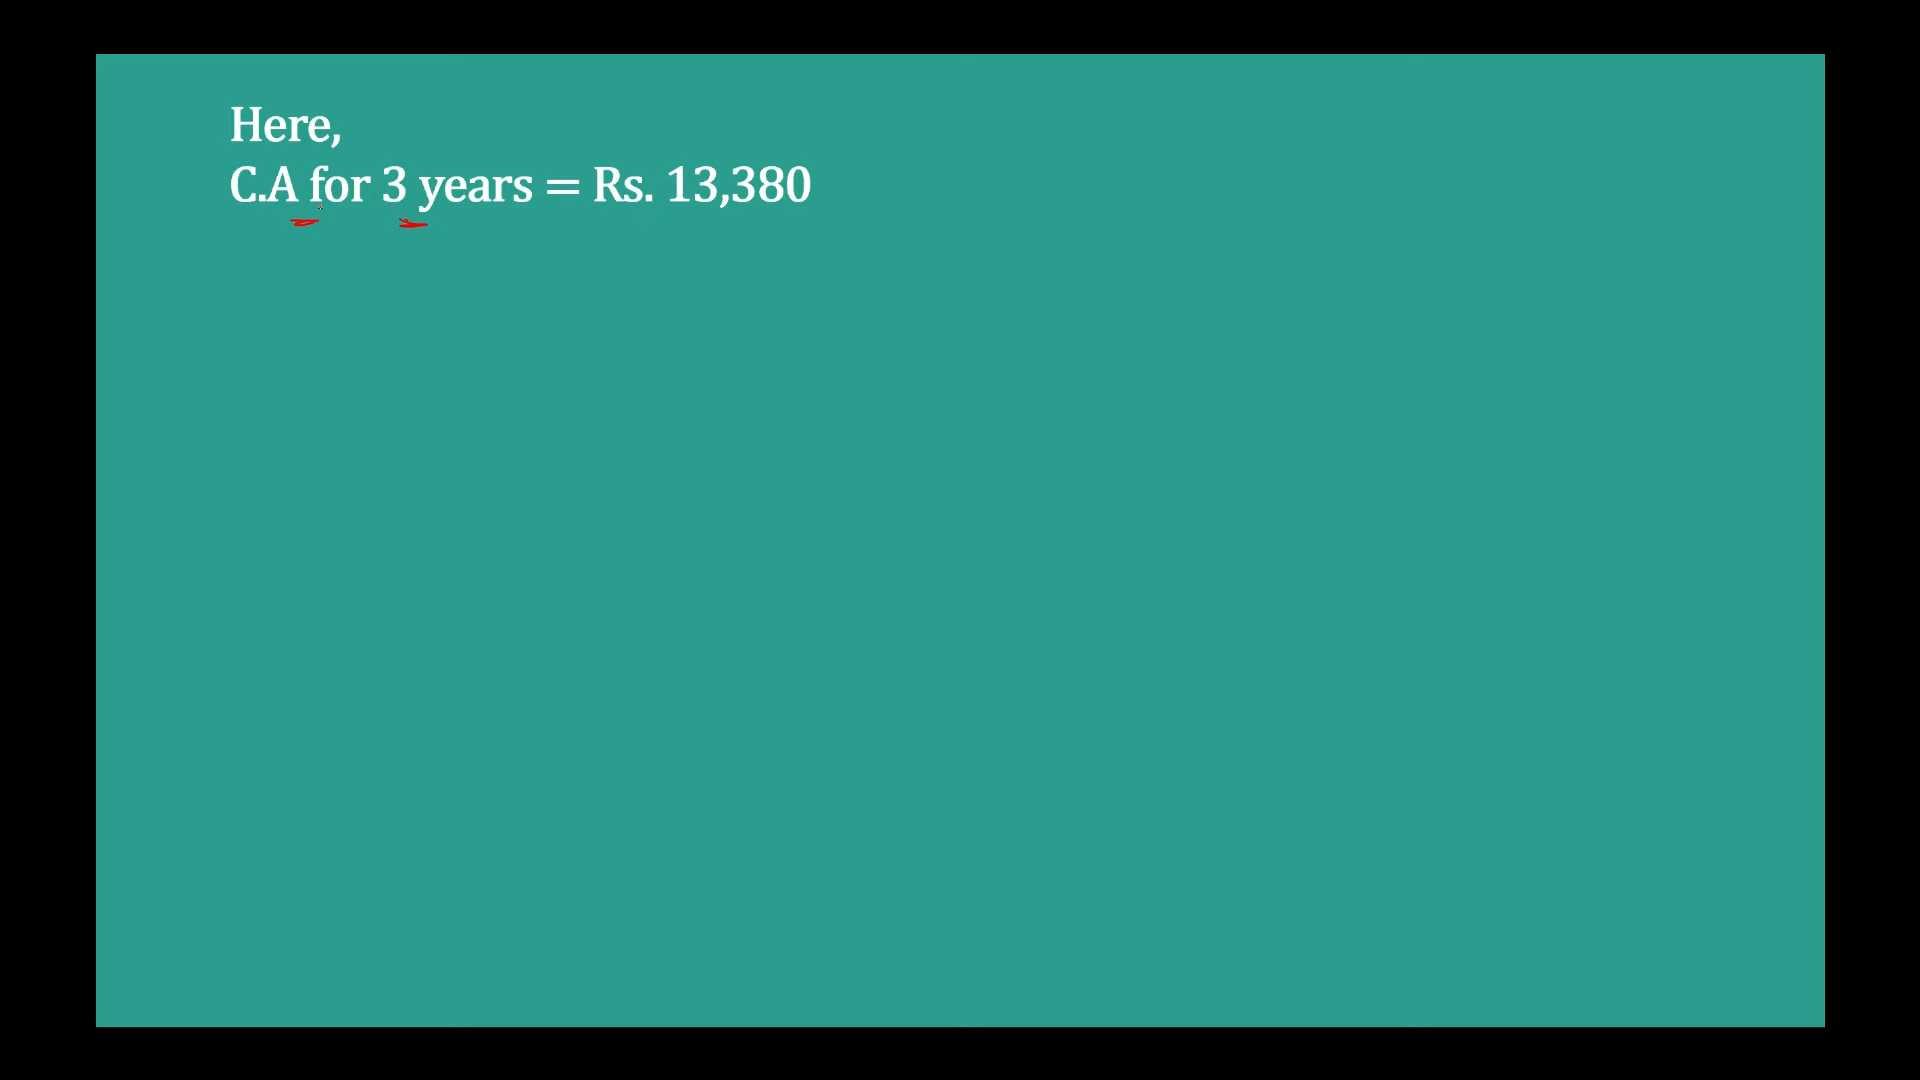 Here,
C.A for 3 years = Rs. 13,380